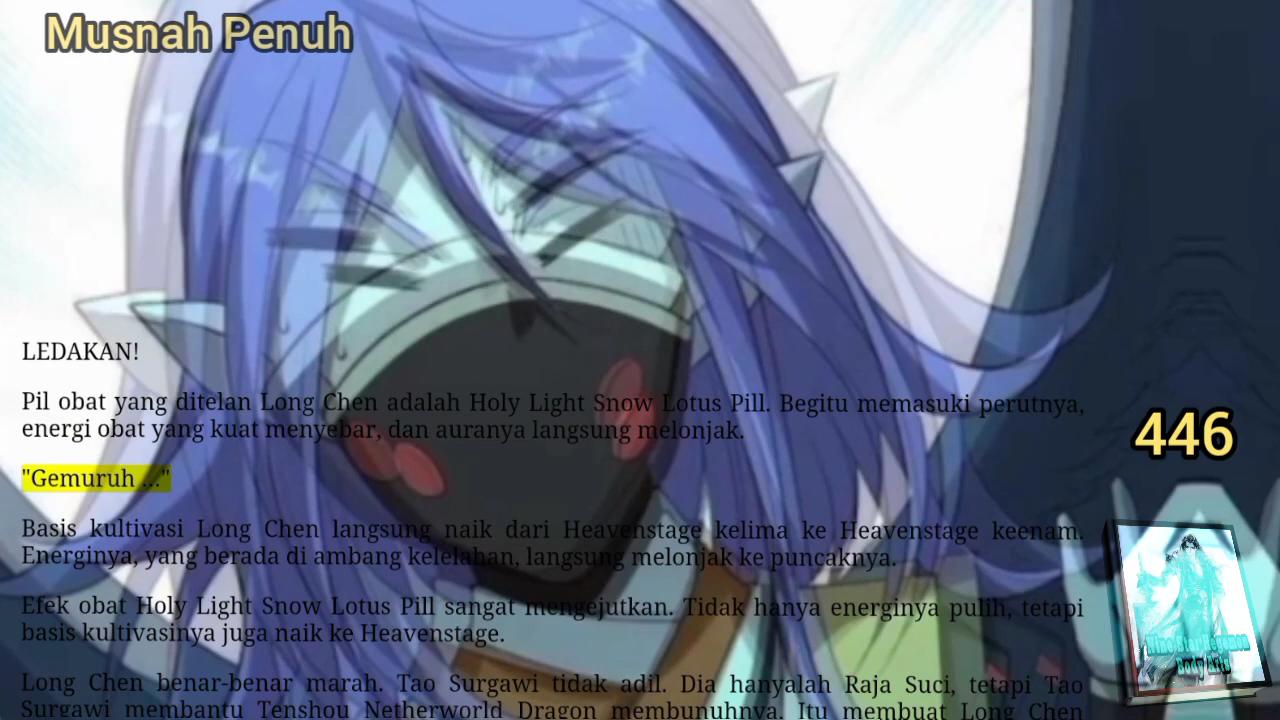 Musnah Penuh
LEDAKAN!
Pil obat yang ditelan Long Chen adalah Holy Light Snow Lotus Pill. Begitu memasuki perutnya,
energi obat yang kuat menyebar, dan auranya langsung melonjak.
"Gemuruh ..."
446
Basis kultivasi Long Chen langsung naik dari Heavenstage kelima ke Heavenstage keenam.
Energinya, yang berada di ambang kelelahan, langsung melonjak ke puncaknya.
Efek obat Holy Light Snow Lotus Pill sangat mengejutkan. Tidak hanya energinya pulih, tetapi
basis kultivasinya juga naik ke Heavenstage.
Nine Star Hegemon
Body Arts
Long Chen benar-benar marah. Tao Surgawi tidak adil. Dia hanyalah Raja Suci, tetapi Tao
Surgawi membantu Tenshou Netherworld Dragon membunuhnya. Itu membuat Long Chen